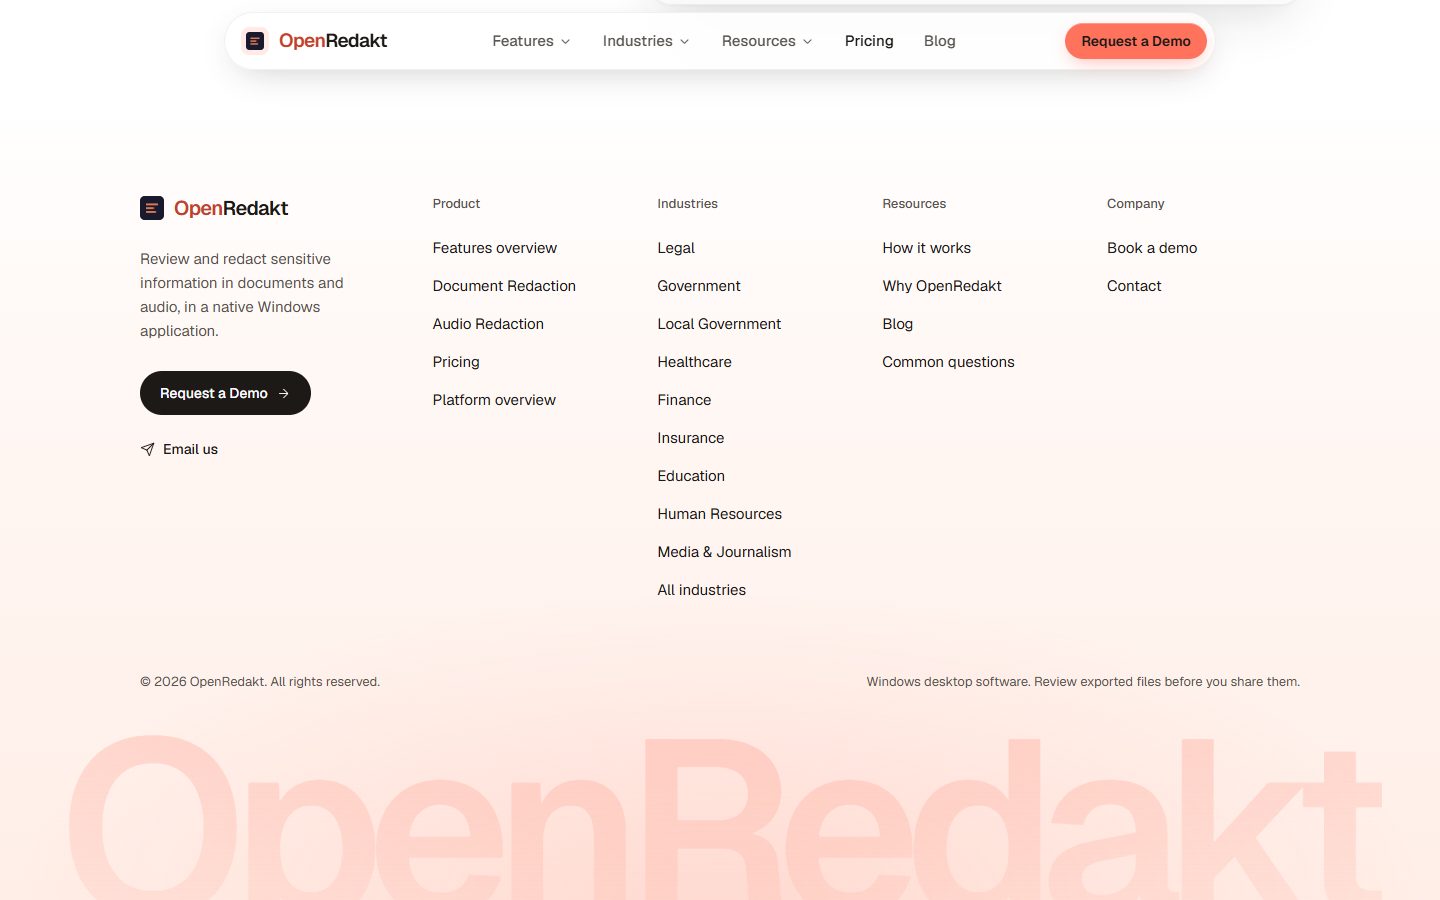 OpenRedakt
Features
Industries
Resources
Pricing
Blog
Request a Demo
OpenRedakt
Review and redact sensitive
information in documents and
audio, in a native Windows
application.
Request a Demo
Email us
Product
Features overview
Document Redaction
Audio Redaction
Pricing
Platform overview
Industries
Legal
Government
Local Government
Healthcare
Finance
Insurance
Education
Human Resources
Media & Journalism
All industries
Resources
How it works
Why OpenRedakt
Blog
Common questions
Company
Book a demo
Contact
© 2026 OpenRedakt. All rights reserved.
Windows desktop software. Review exported files before you share them.
OpenRedakt